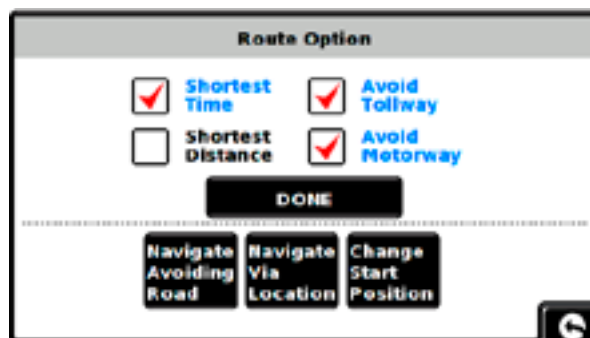 Route Option
Shortest Time
Avoid Tollway
Shortest Distance
Avoid Motorway
DONE
Navigate Avoiding Road
Navigate Via Location
Change Start Position